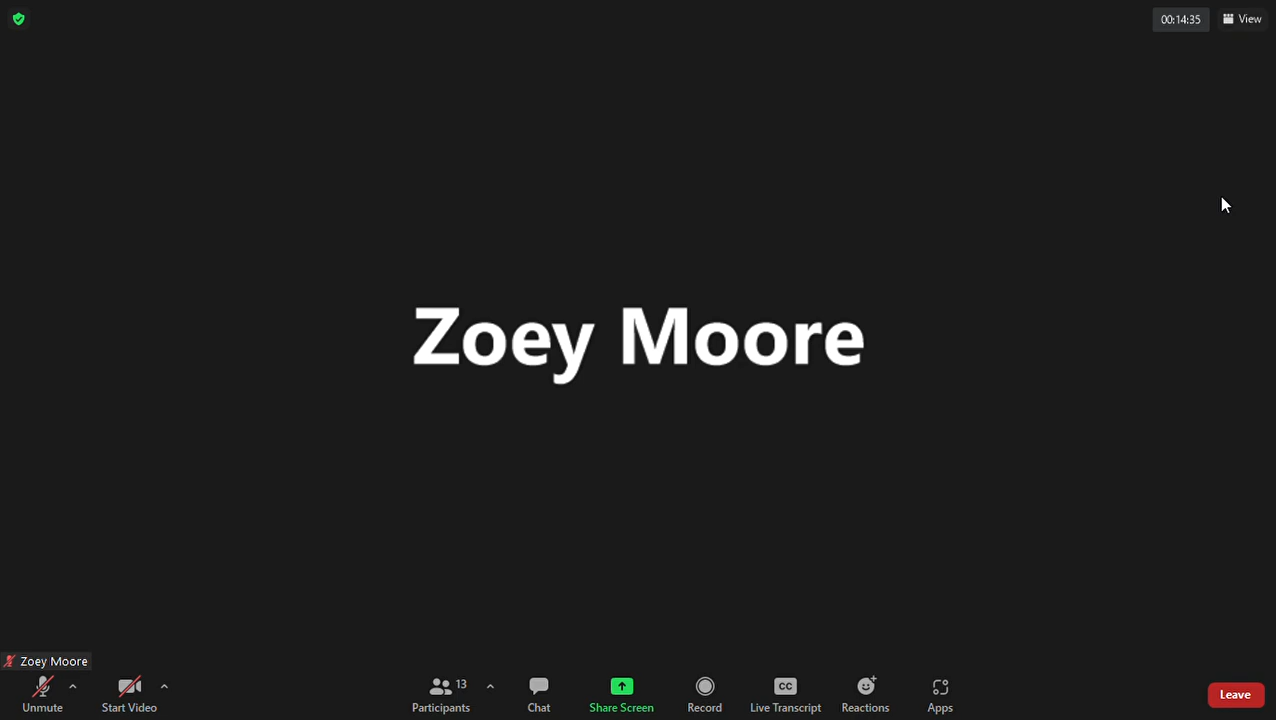 00:14:35 View
Zoey Moore
Zoey Moore
Unmute Start Video Participants 13 Chat Share Screen Record CC Live Transcript Reactions Apps Leave